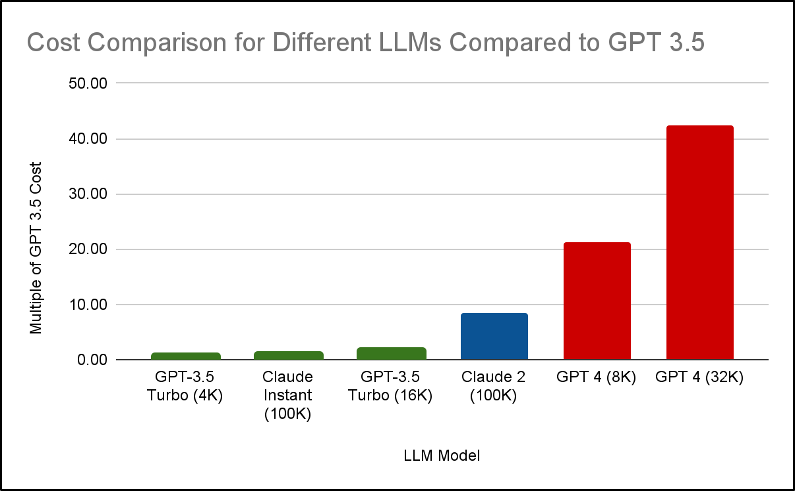 Cost Comparison for Different LLMs Compared to GPT 3.5
Multiple of GPT 3.5 Cost
50.00
40.00
30.00
20.00
10.00
0.00
GPT-3.5
Turbo (4K)
Claude
Instant
(100K)
GPT-3.5
Turbo (16K)
Claude 2
(100K)
GPT 4 (8K)
GPT 4 (32K)
LLM Model